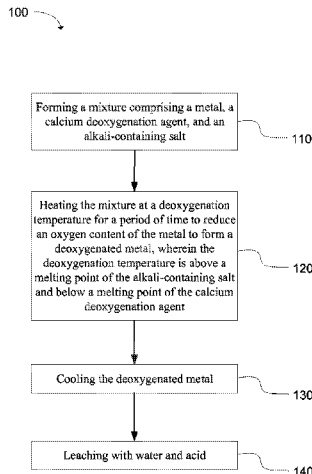 100
Forming a mixture comprising a metal, a
calcium deoxygenation agent, and an
alkali-containing salt
110
Heating the mixture at a deoxygenation
temperature for a period of time to reduce
an oxygen content of the metal to form a
deoxygenated metal, wherein the
deoxygenation temperature is above a
melting point of the alkali-containing salt
and below a melting point of the calcium
deoxygenation agent
120
Cooling the deoxygenated metal
130
Leaching with water and acid
140